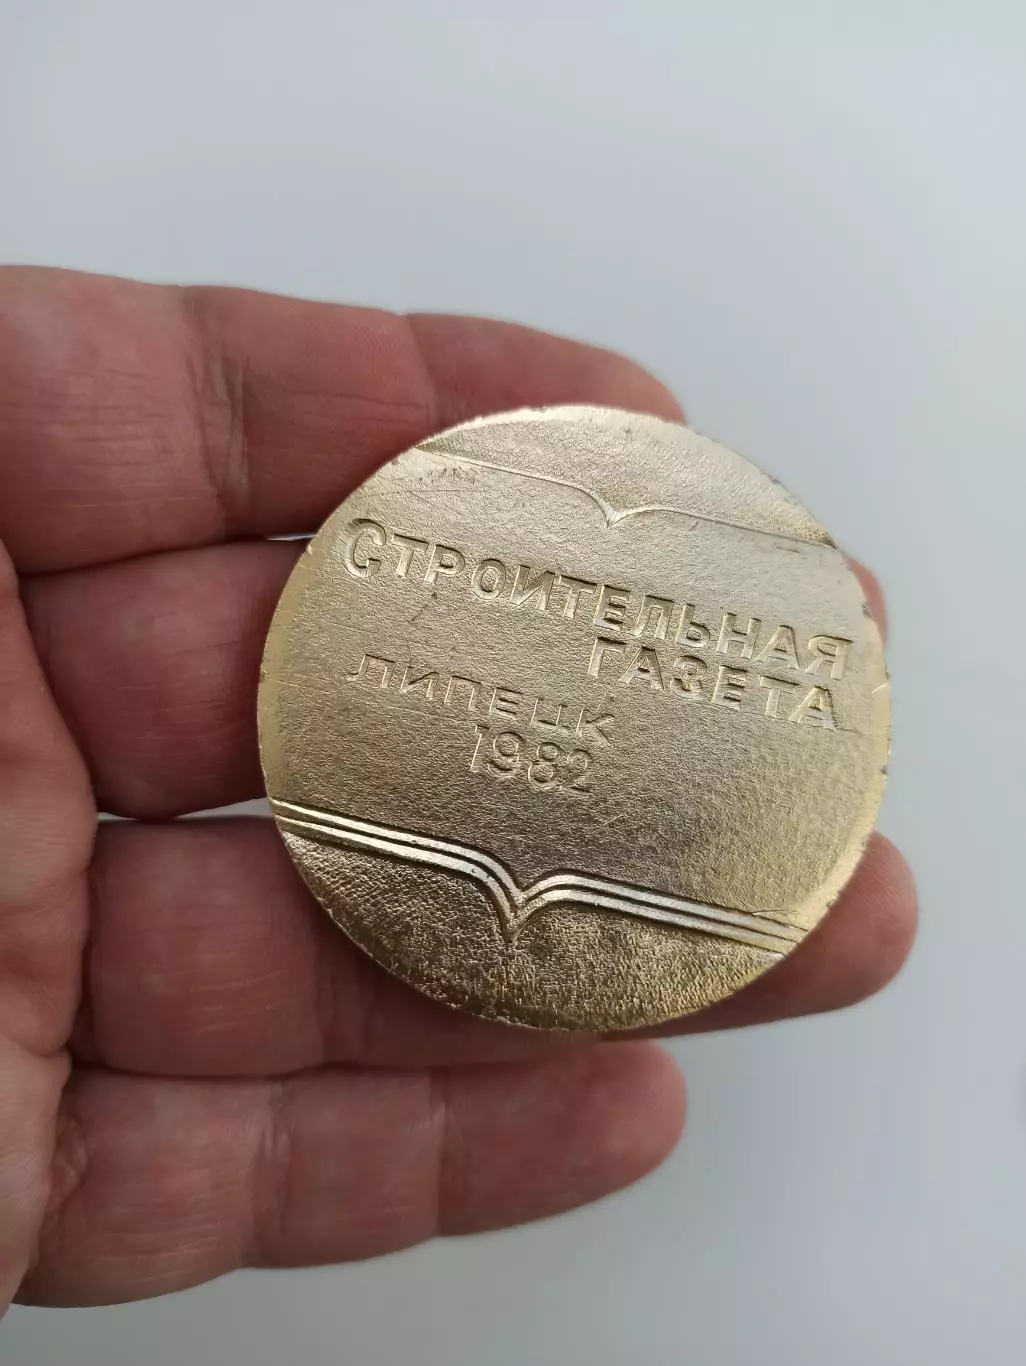 СТРОИТЕЛЬНАЯ
ГАЗЕТА
ЛИПЕЦК
1982